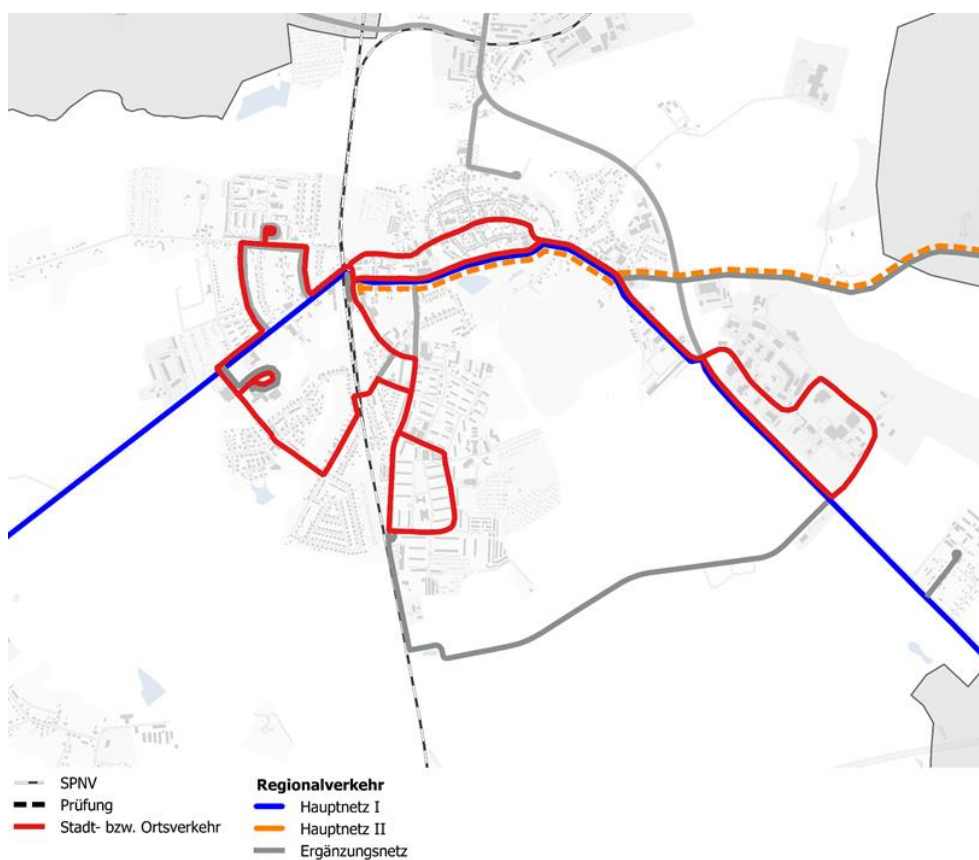 SPNV
Prüfung
Stadt- bzw. Ortsverkehr
Regionalverkehr
Hauptnetz I
Hauptnetz II
Ergänzungsnetz